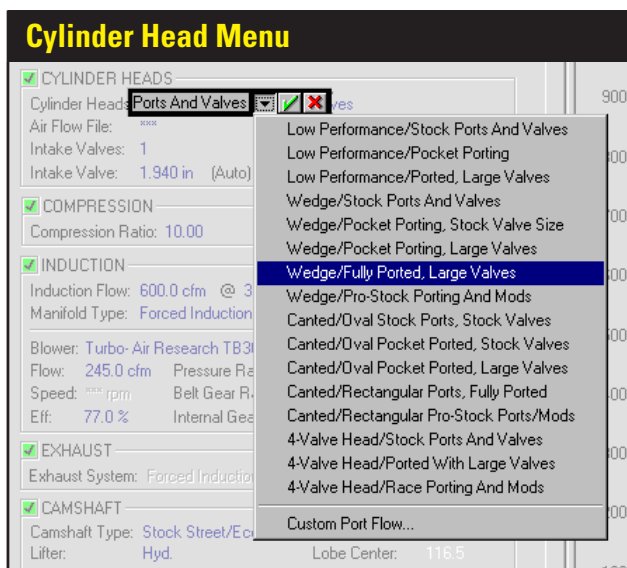 Cylinder Head Menu
CYLINDER HEADS
Cylinder Heads Ports And Valves ves
Air Flow File: ***
Intake Valves: 1
Intake Valve: 1.940 in (Auto)
COMPRESSION
Compression Ratio: 10.00
INDUCTION
Induction Flow: 600.0 cfm @ 3
Manifold Type: Forced Induction
Blower: Turbo- Air Research TB3
Flow: 245.0 cfm Pressure Ra
Speed: *** rpm Belt Gear R
Eff: 77.0 % Internal Gea
EXHAUST
Exhaust System: Forced Induction
CAMSHAFT
Camshaft Type: Stock Street/Ec
Lifter: Hyd. Lobe Center: 116.5
Low Performance/Stock Ports And Valves
Low Performance/Pocket Porting
Low Performance/Ported, Large Valves
Wedge/Stock Ports And Valves
Wedge/Pocket Porting, Stock Valve Size
Wedge/Pocket Porting, Large Valves
Wedge/Fully Ported, Large Valves
Wedge/Pro-Stock Porting And Mods
Canted/Oval Stock Ports, Stock Valves
Canted/Oval Pocket Ported, Stock Valves
Canted/Oval Pocket Ported, Large Valves
Canted/Rectangular Ports, Fully Ported
Canted/Rectangular Pro-Stock Ports/Mods
4-Valve Head/Stock Ports And Valves
4-Valve Head/Ported With Large Valves
4-Valve Head/Race Porting And Mods
Custom Port Flow...
900